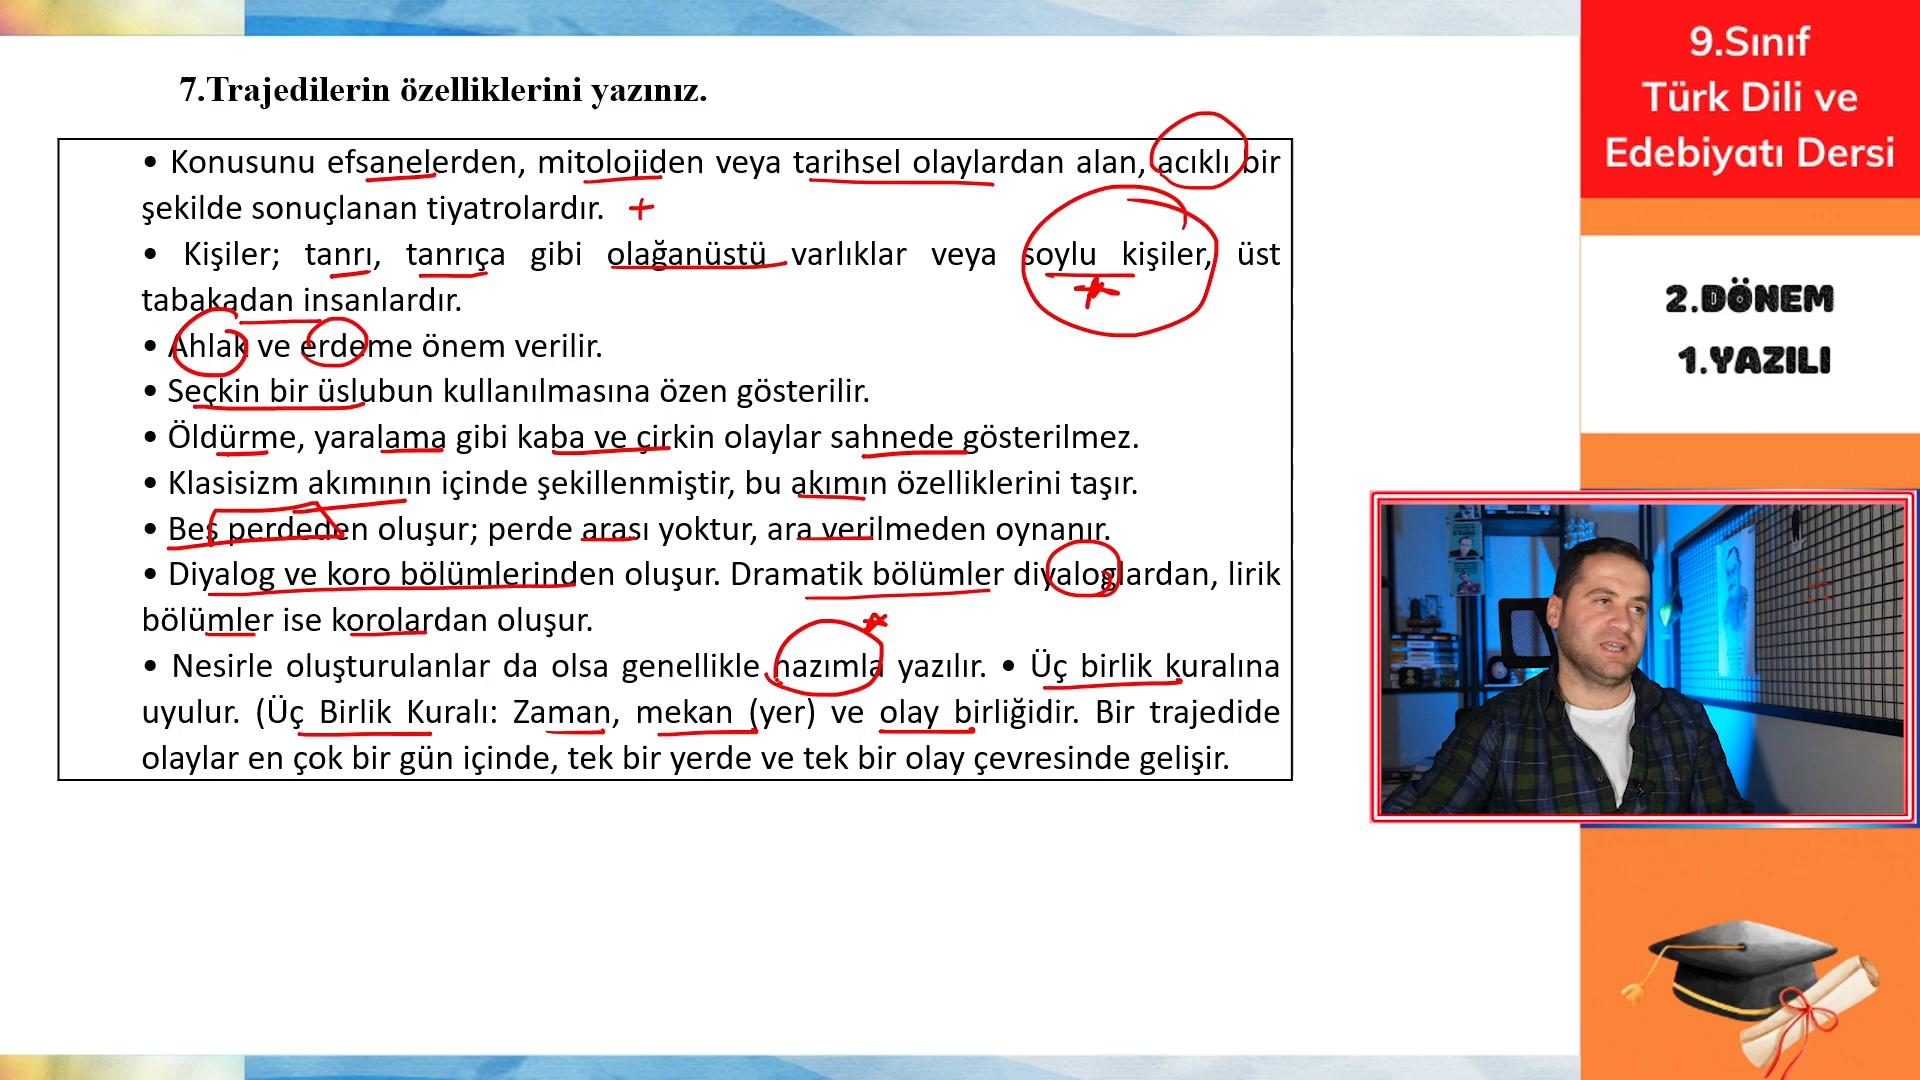 7.Trajedilerin özelliklerini yazınız.
• Konusunu efsanelerden, mitolojiden veya tarihsel olaylardan alan, acıklı bir
şekilde sonuçlanan tiyatrolardır.
• Kişiler; tanrı, tanrıça gibi olağanüstü varlıklar veya soylu kişiler, üst
tabakadan insanlardır.
• Ahlak ve erdeme önem verilir.
• Seçkin bir üslubun kullanılmasına özen gösterilir.
• Öldürme, yaralama gibi kaba ve çirkin olaylar sahnede gösterilmez.
• Klasisizm akımının içinde şekillenmiştir, bu akımın özelliklerini taşır.
• Beş perdeden oluşur; perde arası yoktur, ara verilmeden oynanır.
• Diyalog ve koro bölümlerinden oluşur. Dramatik bölümler diyaloglardan, lirik
bölümler ise korolardan oluşur.
• Nesirle oluşturulanlar da olsa genellikle nazımla yazılır. • Üç birlik kuralına
uyulur. (Üç Birlik Kuralı: Zaman, mekan (yer) ve olay birliğidir. Bir trajedide
olaylar en çok bir gün içinde, tek bir yerde ve tek bir olay çevresinde gelişir.
9.Sınıf
Türk Dili ve
Edebiyatı Dersi
2.DÖNEM
1.YAZILI